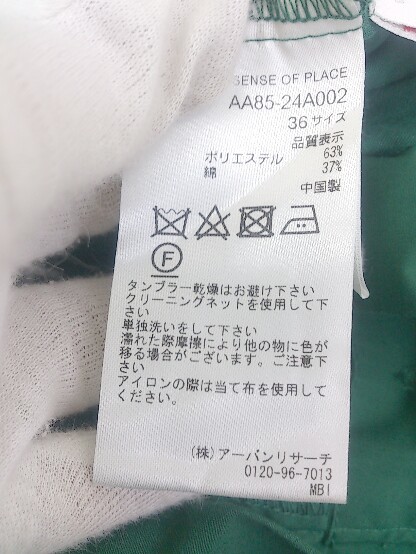 SENSE OF PLACE
AA85-24A002
36サイズ
品質表示
ポリエステル 63%
綿 37%
中国製
F
タンブラー乾燥はお避け下さい
クリーニングネットを使用して下
さい
単独洗いをして下さい
濡れた際摩擦により他の物に色が
移る場合がございます。ご注意下
さい
アイロンの際は当て布を使用して
ください。
(株)アーバンリサーチ
0120-96-7013
MBI